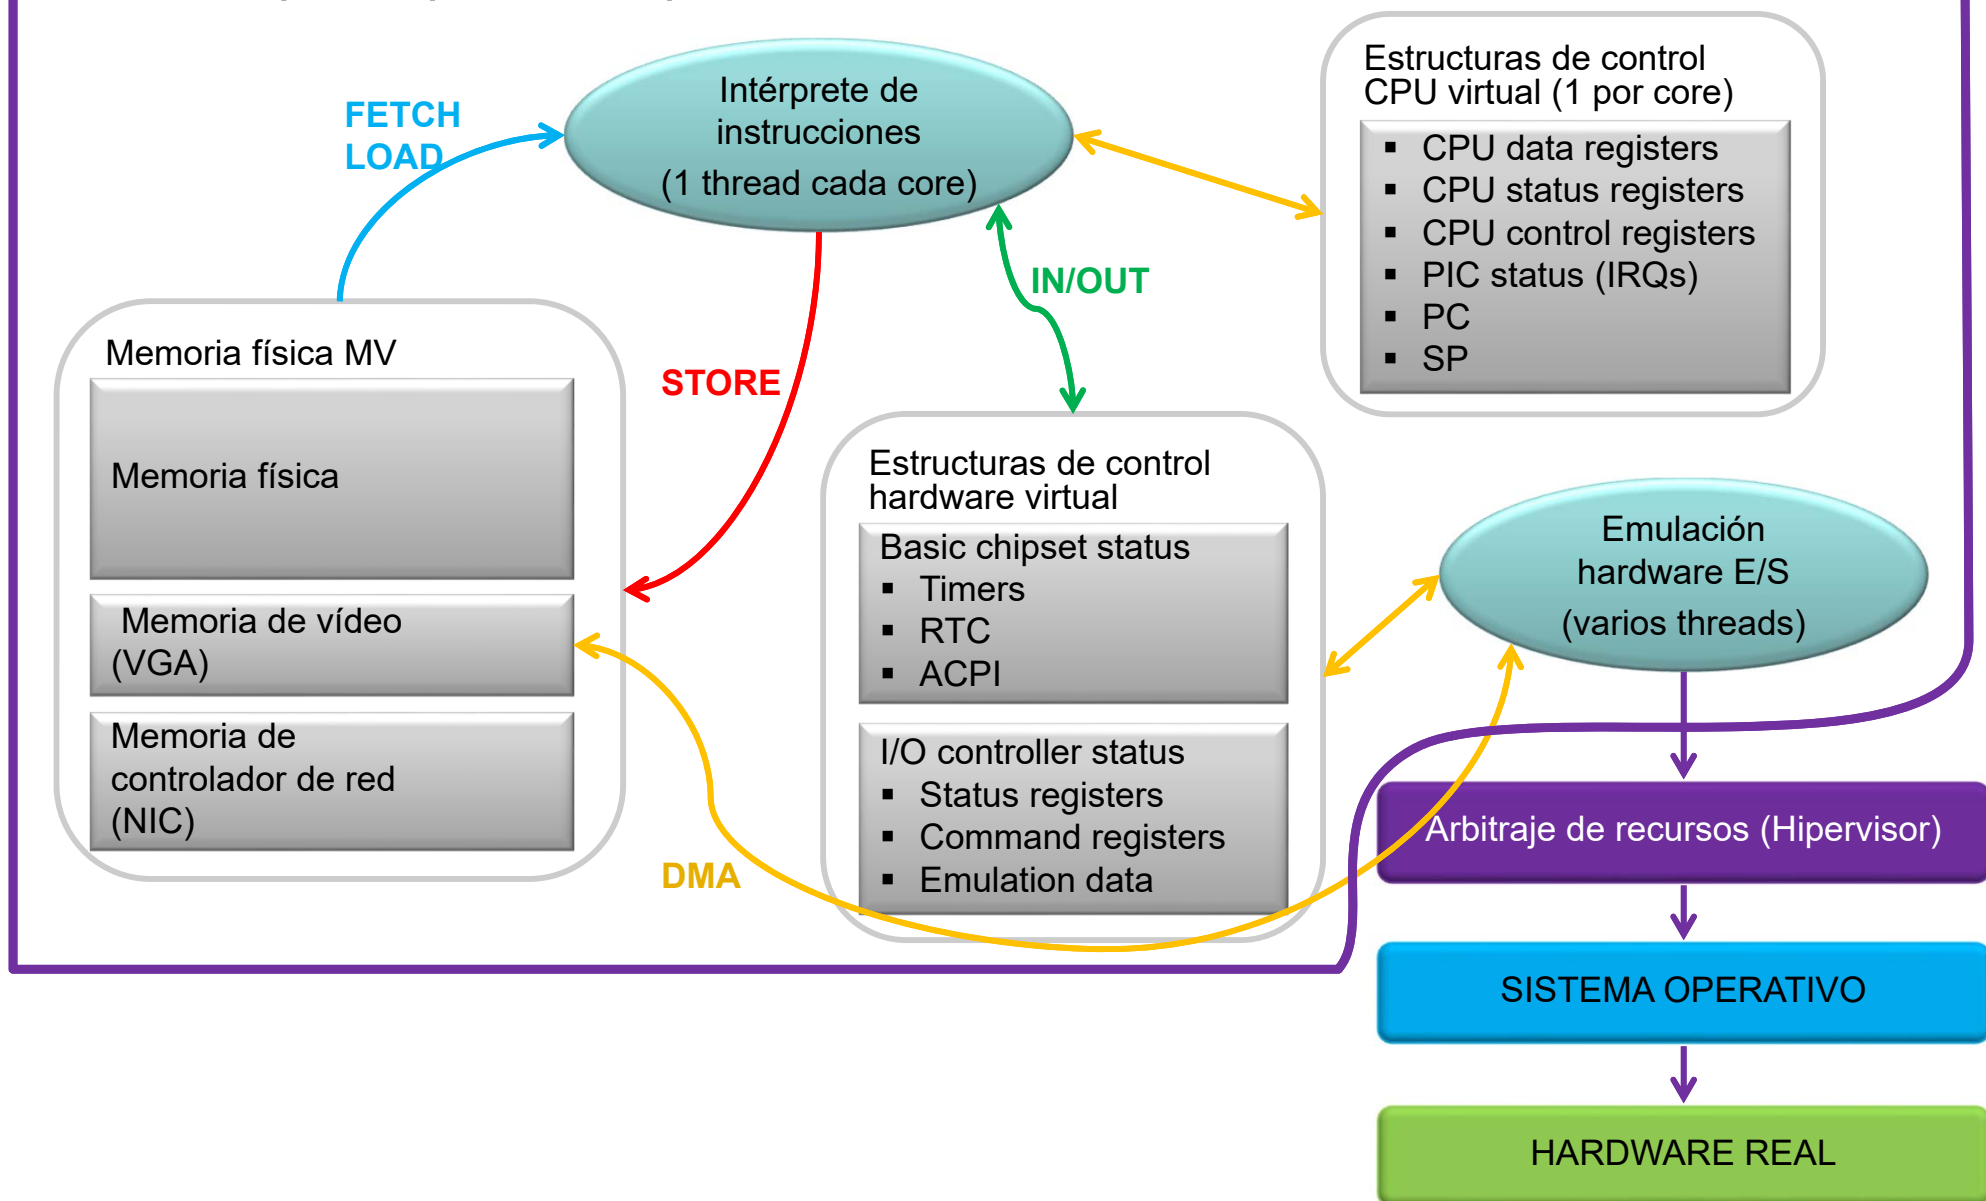 Intérprete de
instrucciones
(1 thread cada core)
FETCH
LOAD
Estructuras de control
CPU virtual (1 por core)
▪ CPU data registers
▪ CPU status registers
▪ CPU control registers
▪ PIC status (IRQs)
▪ PC
▪ SP
IN/OUT
STORE
Memoria física MV
Memoria física
Memoria de vídeo
(VGA)
Memoria de
controlador de red
(NIC)
Estructuras de control
hardware virtual
Basic chipset status
▪ Timers
▪ RTC
▪ ACPI
I/O controller status
▪ Status registers
▪ Command registers
▪ Emulation data
DMA
Emulación
hardware E/S
(varios threads)
Arbitraje de recursos (Hipervisor)
SISTEMA OPERATIVO
HARDWARE REAL